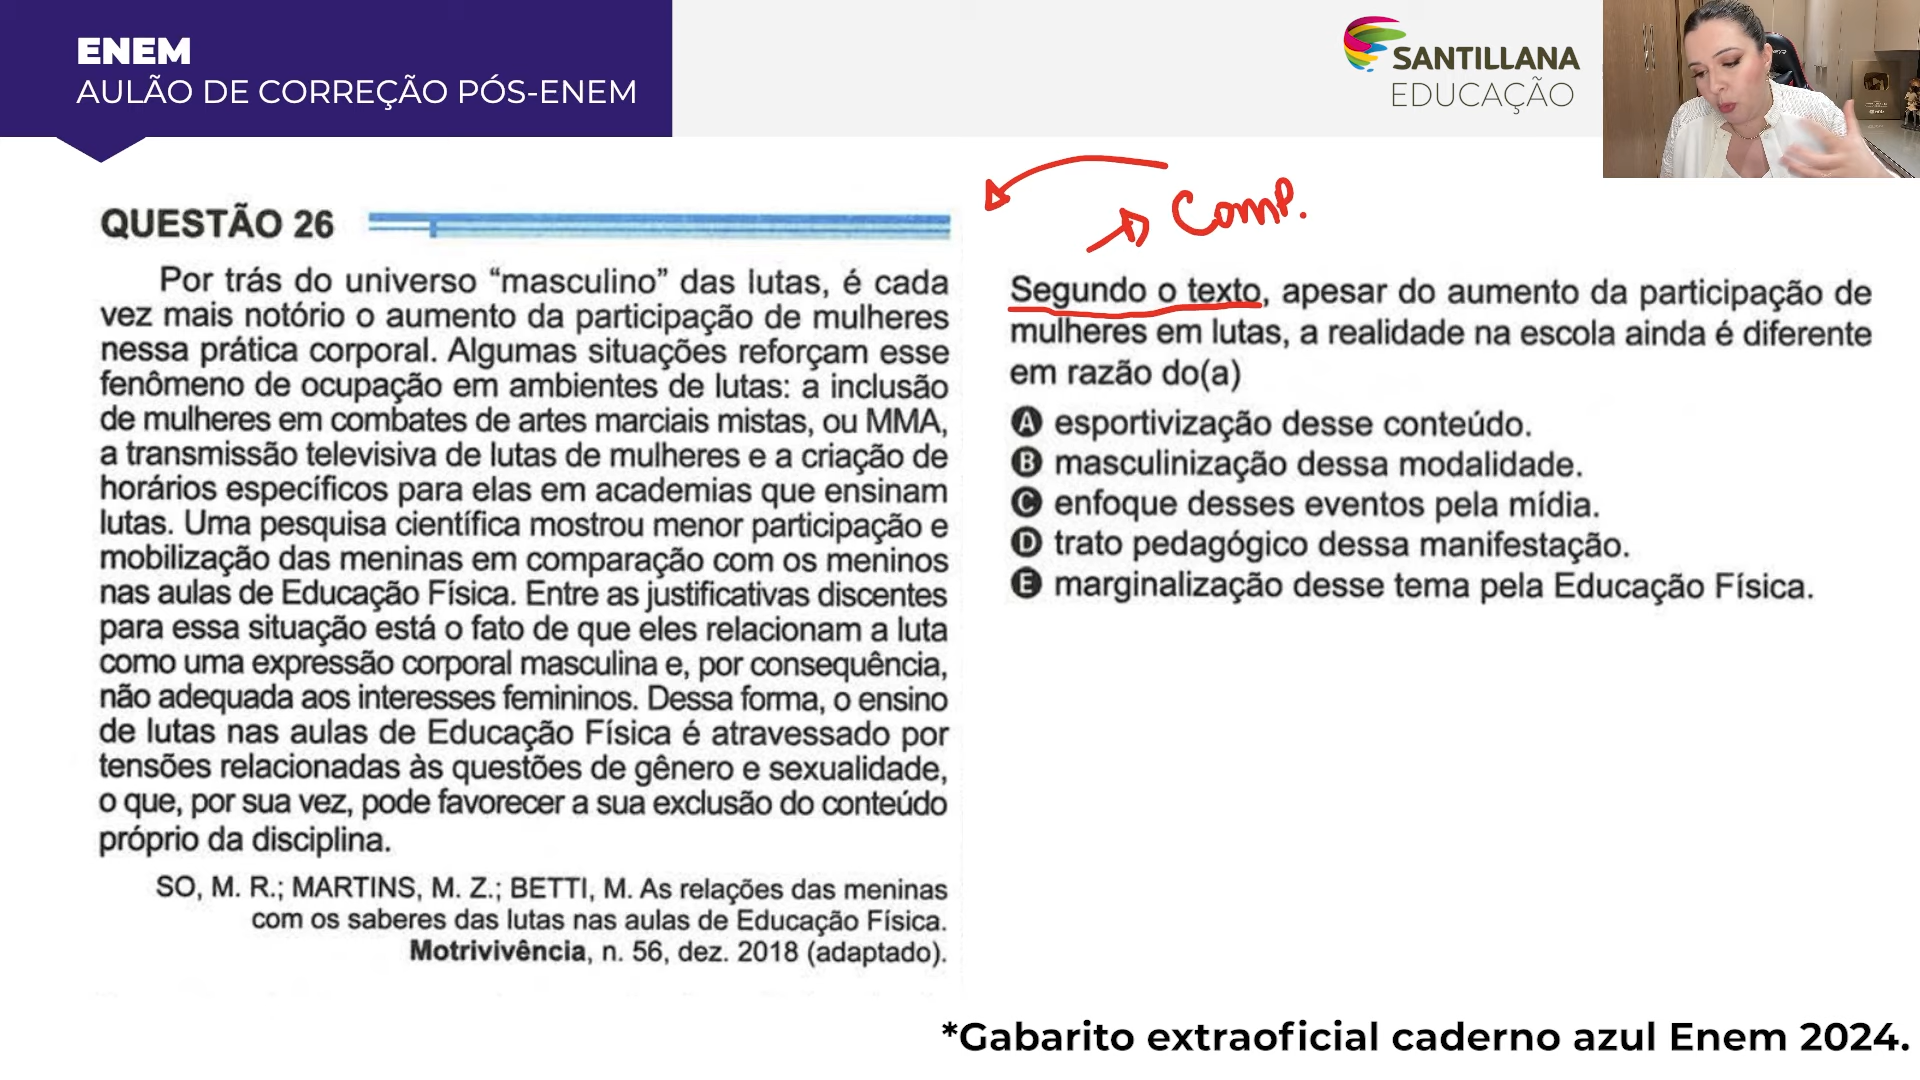 ENEM
AULÃO DE CORREÇÃO PÓS-ENEM
SANTILLANA
EDUCAÇÃO
Comp.
QUESTÃO 26
Por trás do universo “masculino” das lutas, é cada
vez mais notório o aumento da participação de mulheres
nessa prática corporal. Algumas situações reforçam esse
fenômeno de ocupação em ambientes de lutas: a inclusão
de mulheres em combates de artes marciais mistas, ou MMA,
a transmissão televisiva de lutas de mulheres e a criação de
horários específicos para elas em academias que ensinam
lutas. Uma pesquisa científica mostrou menor participação e
mobilização das meninas em comparação com os meninos
nas aulas de Educação Física. Entre as justificativas discentes
para essa situação está o fato de que eles relacionam a luta
como uma expressão corporal masculina e, por consequência,
não adequada aos interesses femininos. Dessa forma, o ensino
de lutas nas aulas de Educação Física é atravessado por
tensões relacionadas às questões de gênero e sexualidade,
o que, por sua vez, pode favorecer a sua exclusão do conteúdo
próprio da disciplina.
SO, M. R.; MARTINS, M. Z.; BETTI, M. As relações das meninas
com os saberes das lutas nas aulas de Educação Física.
Motrivivência, n. 56, dez. 2018 (adaptado).
Segundo o texto, apesar do aumento da participação de
mulheres em lutas, a realidade na escola ainda é diferente
em razão do(a)
A esportivização desse conteúdo.
B masculinização dessa modalidade.
C enfoque desses eventos pela mídia.
D trato pedagógico dessa manifestação.
E marginalização desse tema pela Educação Física.
*Gabarito extraoficial caderno azul Enem 2024.